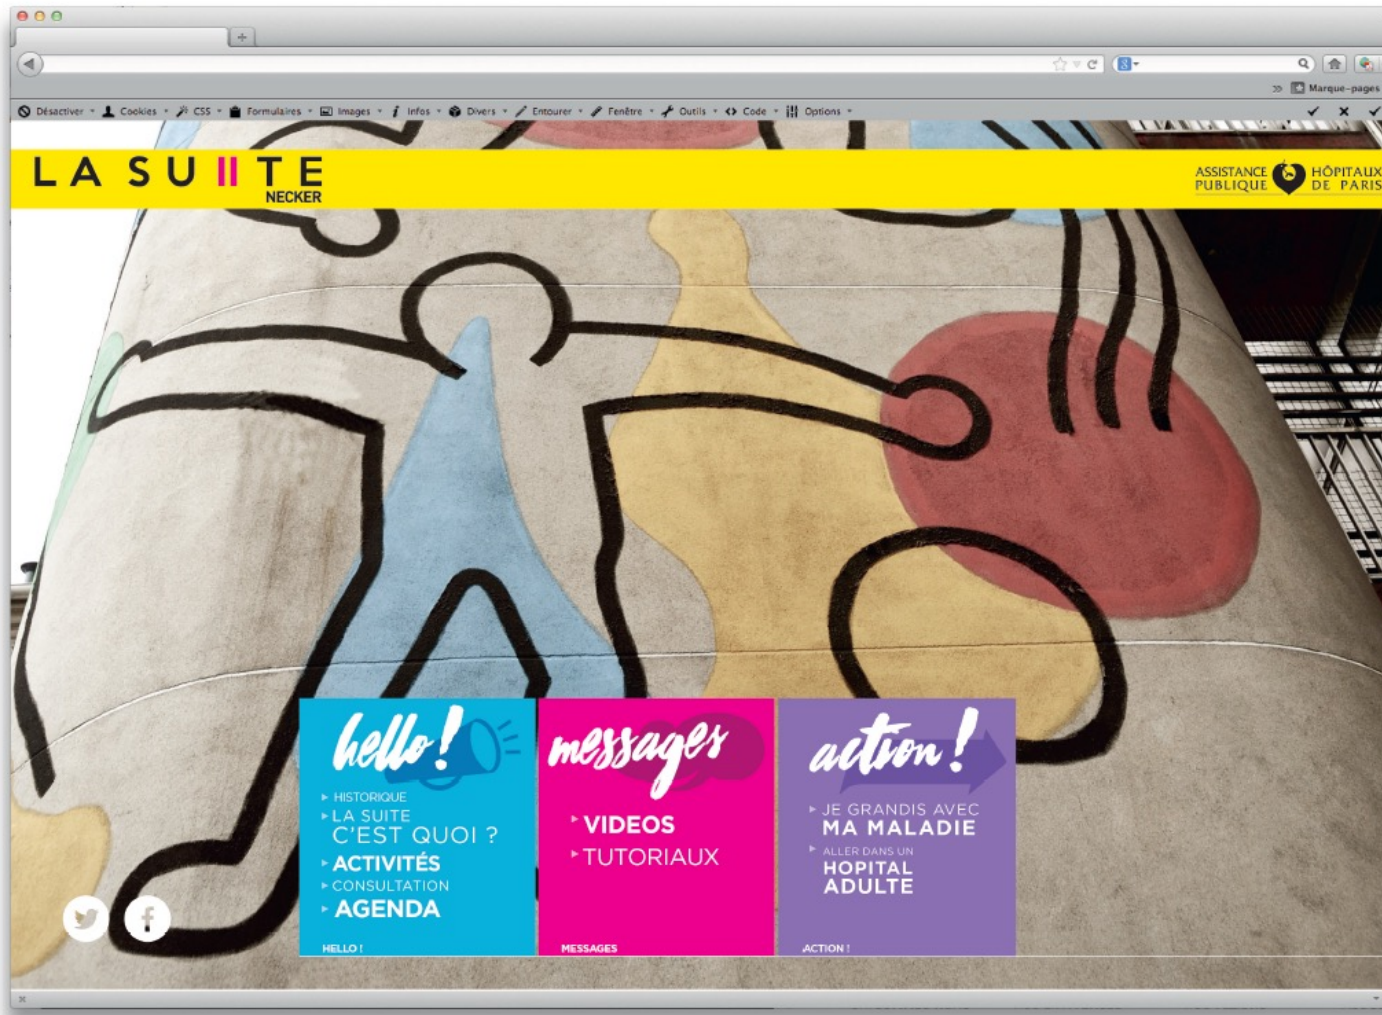 Marque-pages
Désactiver Cookies CSS Formulaires Images Infos Divers Entourer Fenêtre Outils Code Options
LA SUIITE
NECKER
ASSISTANCE PUBLIQUE
HÔPITAUX DE PARIS
hello!
HISTORIQUE
LA SUITE
C'EST QUOI ?
ACTIVITÉS
CONSULTATION
AGENDA
HELLO !
messages
VIDEOS
TUTORIAUX
MESSAGES
action!
JE GRANDIS AVEC
MA MALADIE
ALLER DANS UN
HOPITAL
ADULTE
ACTION !